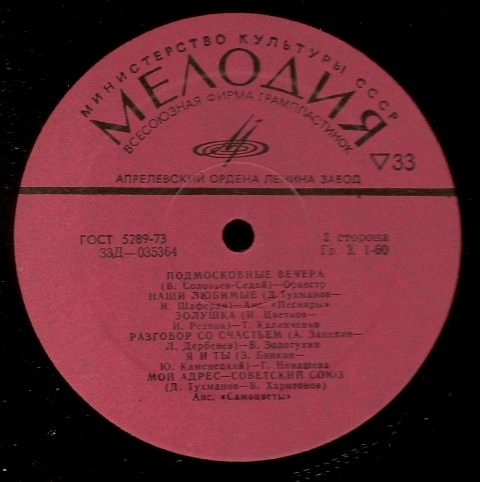 МИНИСТЕРСТВО КУЛЬТУРЫ СССР
МЕЛОДИЯ
ВСЕСОЮЗНАЯ ФИРМА ГРАМПЛАСТИНОК
33
АПРЕЛЕВСКИЙ ОРДЕНА ЛЕНИНА ЗАВОД
ГОСТ 5289-73
2 сторона
33Д—035364
Гр. 3. 1-60
ПОДМОСКОВНЫЕ ВЕЧЕРА
(В. Соловьев-Седой)—Оркестр
НАШИ ЛЮБИМЫЕ (Д. Тухманов—
И. Шаферан)—Анс. «Песняры»
ЗОЛУШКА (И. Цветков—
И. Резник)—Т. Калинченко
РАЗГОВОР СО СЧАСТЬЕМ (А. Зацепин—
Л. Дербенев)—В. Золотухин
Я И ТЫ (З. Бинкин—
Ю. Каменецкий)—Г. Ненашева
МОЙ АДРЕС—СОВЕТСКИЙ СОЮЗ
(Д. Тухманов—В. Харитонов)
Анс. «Самоцветы»